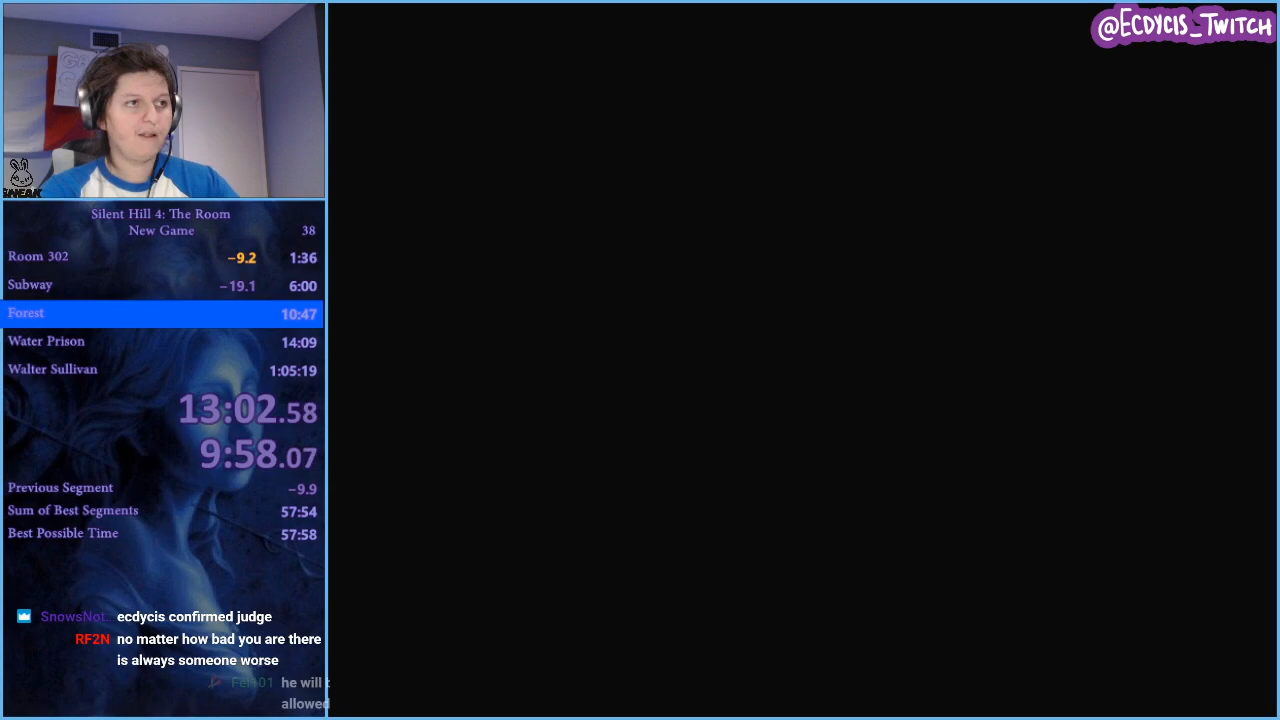 @ECDYCIS_TWITCH
SNEAK
Silent Hill 4: The Room
New Game 38
Room 302 −9.2 1:36
Subway −19.1 6:00
Forest 10:47
Water Prison 14:09
Walter Sullivan 1:05:19
13:02.58
9:58.07
Previous Segment −9.9
Sum of Best Segments 57:54
Best Possible Time 57:58
SnowsNot.. ecdycis confirmed judge
RF2N no matter how bad you are there
is always someone worse
he will
allowed